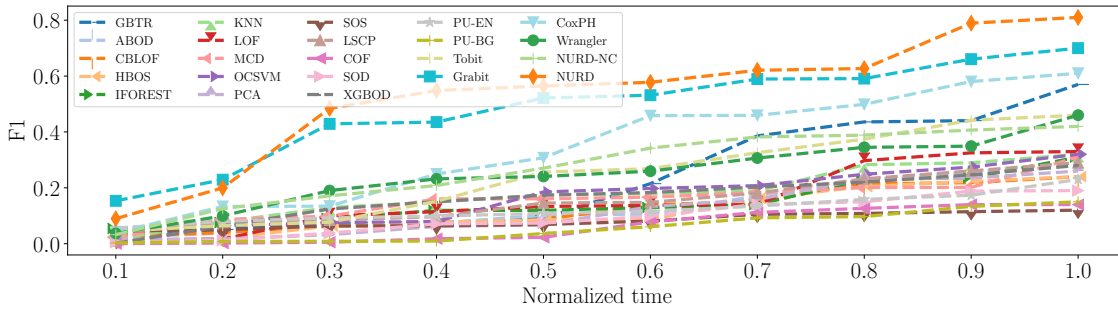 0.8
0.6
0.4
0.2
0.0
F1
GBTR
ABOD
CBLOF
HBOS
IFOREST
KNN
LOF
MCD
OCSVM
PCA
SOS
LSCP
COF
SOD
XGBOD
PU-EN
PU-BG
Tobit
Grabit
CoxPH
Wrangler
NURD-NC
NURD
0.1 0.2 0.3 0.4 0.5 0.6 0.7 0.8 0.9 1.0
Normalized time